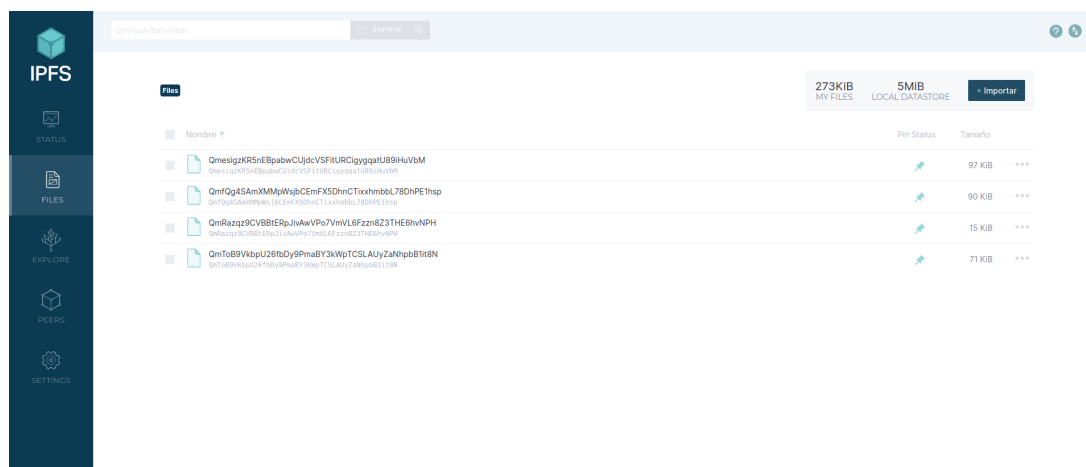 QmHash/bafyHash
Examinar
IPFS
STATUS
FILES
EXPLORE
PEERS
SETTINGS
Files
273KiB
MY FILES
5MiB
LOCAL DATASTORE
+ Importar
Nombre ↑ Pin Status Tamaño
QmesigzKR5nEBpabwCUjdcVSFitURCigygqatU89iHuVbM 97 KiB
QmesigzKR5nEBpabwCUjdcVSFitURCigygqatU89iHuVbM
QmfQg4SAmXMMpWsjbCEmFX5DhnCTixxhmbbL78DhPE1hsp 90 KiB
QmfQg4SAmXMMpWsjbCEmFX5DhnCTixxhmbbL78DhPE1hsp
QmRazqz9CVBBtERpJivAwVPo7VmVL6Fzzn8Z3THE6hvNPH 15 KiB
QmRazqz9CVBBtERpJivAwVPo7VmVL6Fzzn8Z3THE6hvNPH
QmToB9VkbpU26fbDy9PmaBY3kWpTCSLAUyZaNhpbB1it8N 71 KiB
QmToB9VkbpU26fbDy9PmaBY3kWpTCSLAUyZaNhpbB1it8N